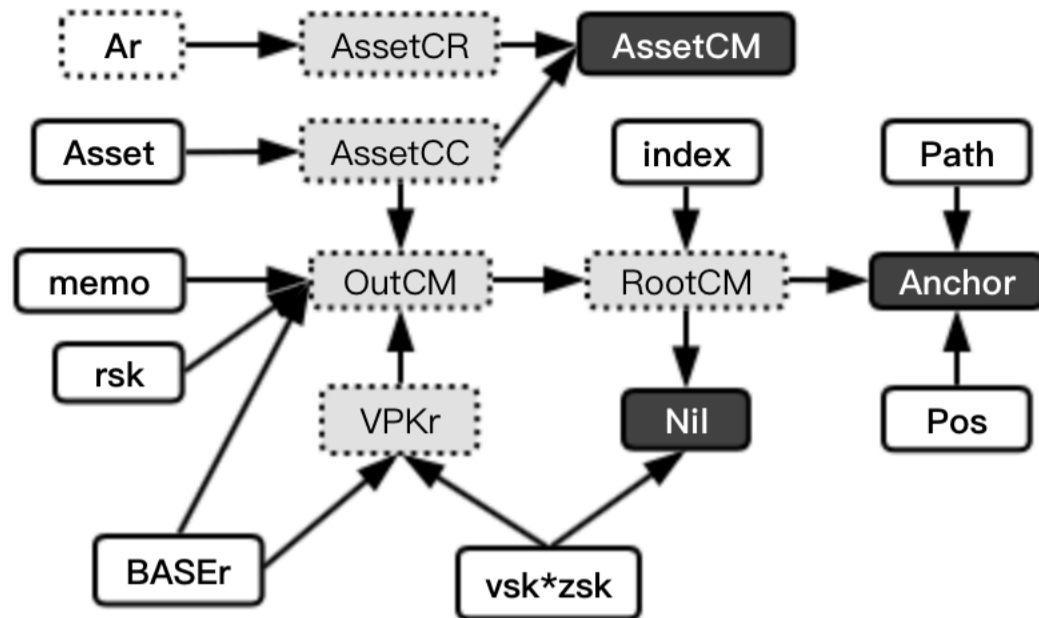 Ar
AssetCR
AssetCM
Asset
AssetCC
index
Path
memo
OutCM
RootCM
Anchor
rsk
VPKr
Nil
Pos
BASEr
vsk*zsk